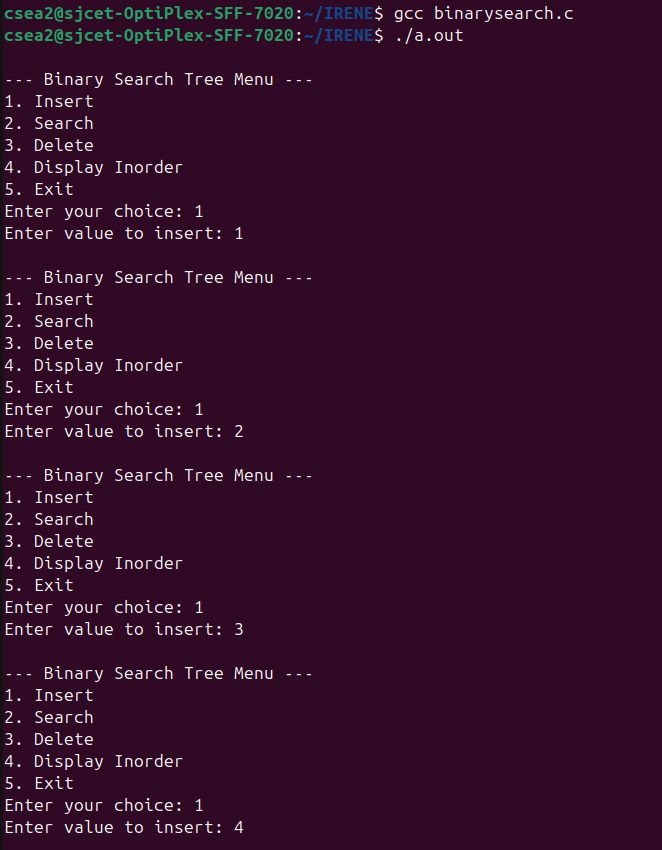 csea2@sjcet-OptiPlex-SFF-7020:~/IRENE$ gcc binarysearch.c
csea2@sjcet-OptiPlex-SFF-7020:~/IRENE$ ./a.out

--- Binary Search Tree Menu ---
1. Insert
2. Search
3. Delete
4. Display Inorder
5. Exit
Enter your choice: 1
Enter value to insert: 1

--- Binary Search Tree Menu ---
1. Insert
2. Search
3. Delete
4. Display Inorder
5. Exit
Enter your choice: 1
Enter value to insert: 2

--- Binary Search Tree Menu ---
1. Insert
2. Search
3. Delete
4. Display Inorder
5. Exit
Enter your choice: 1
Enter value to insert: 3

--- Binary Search Tree Menu ---
1. Insert
2. Search
3. Delete
4. Display Inorder
5. Exit
Enter your choice: 1
Enter value to insert: 4